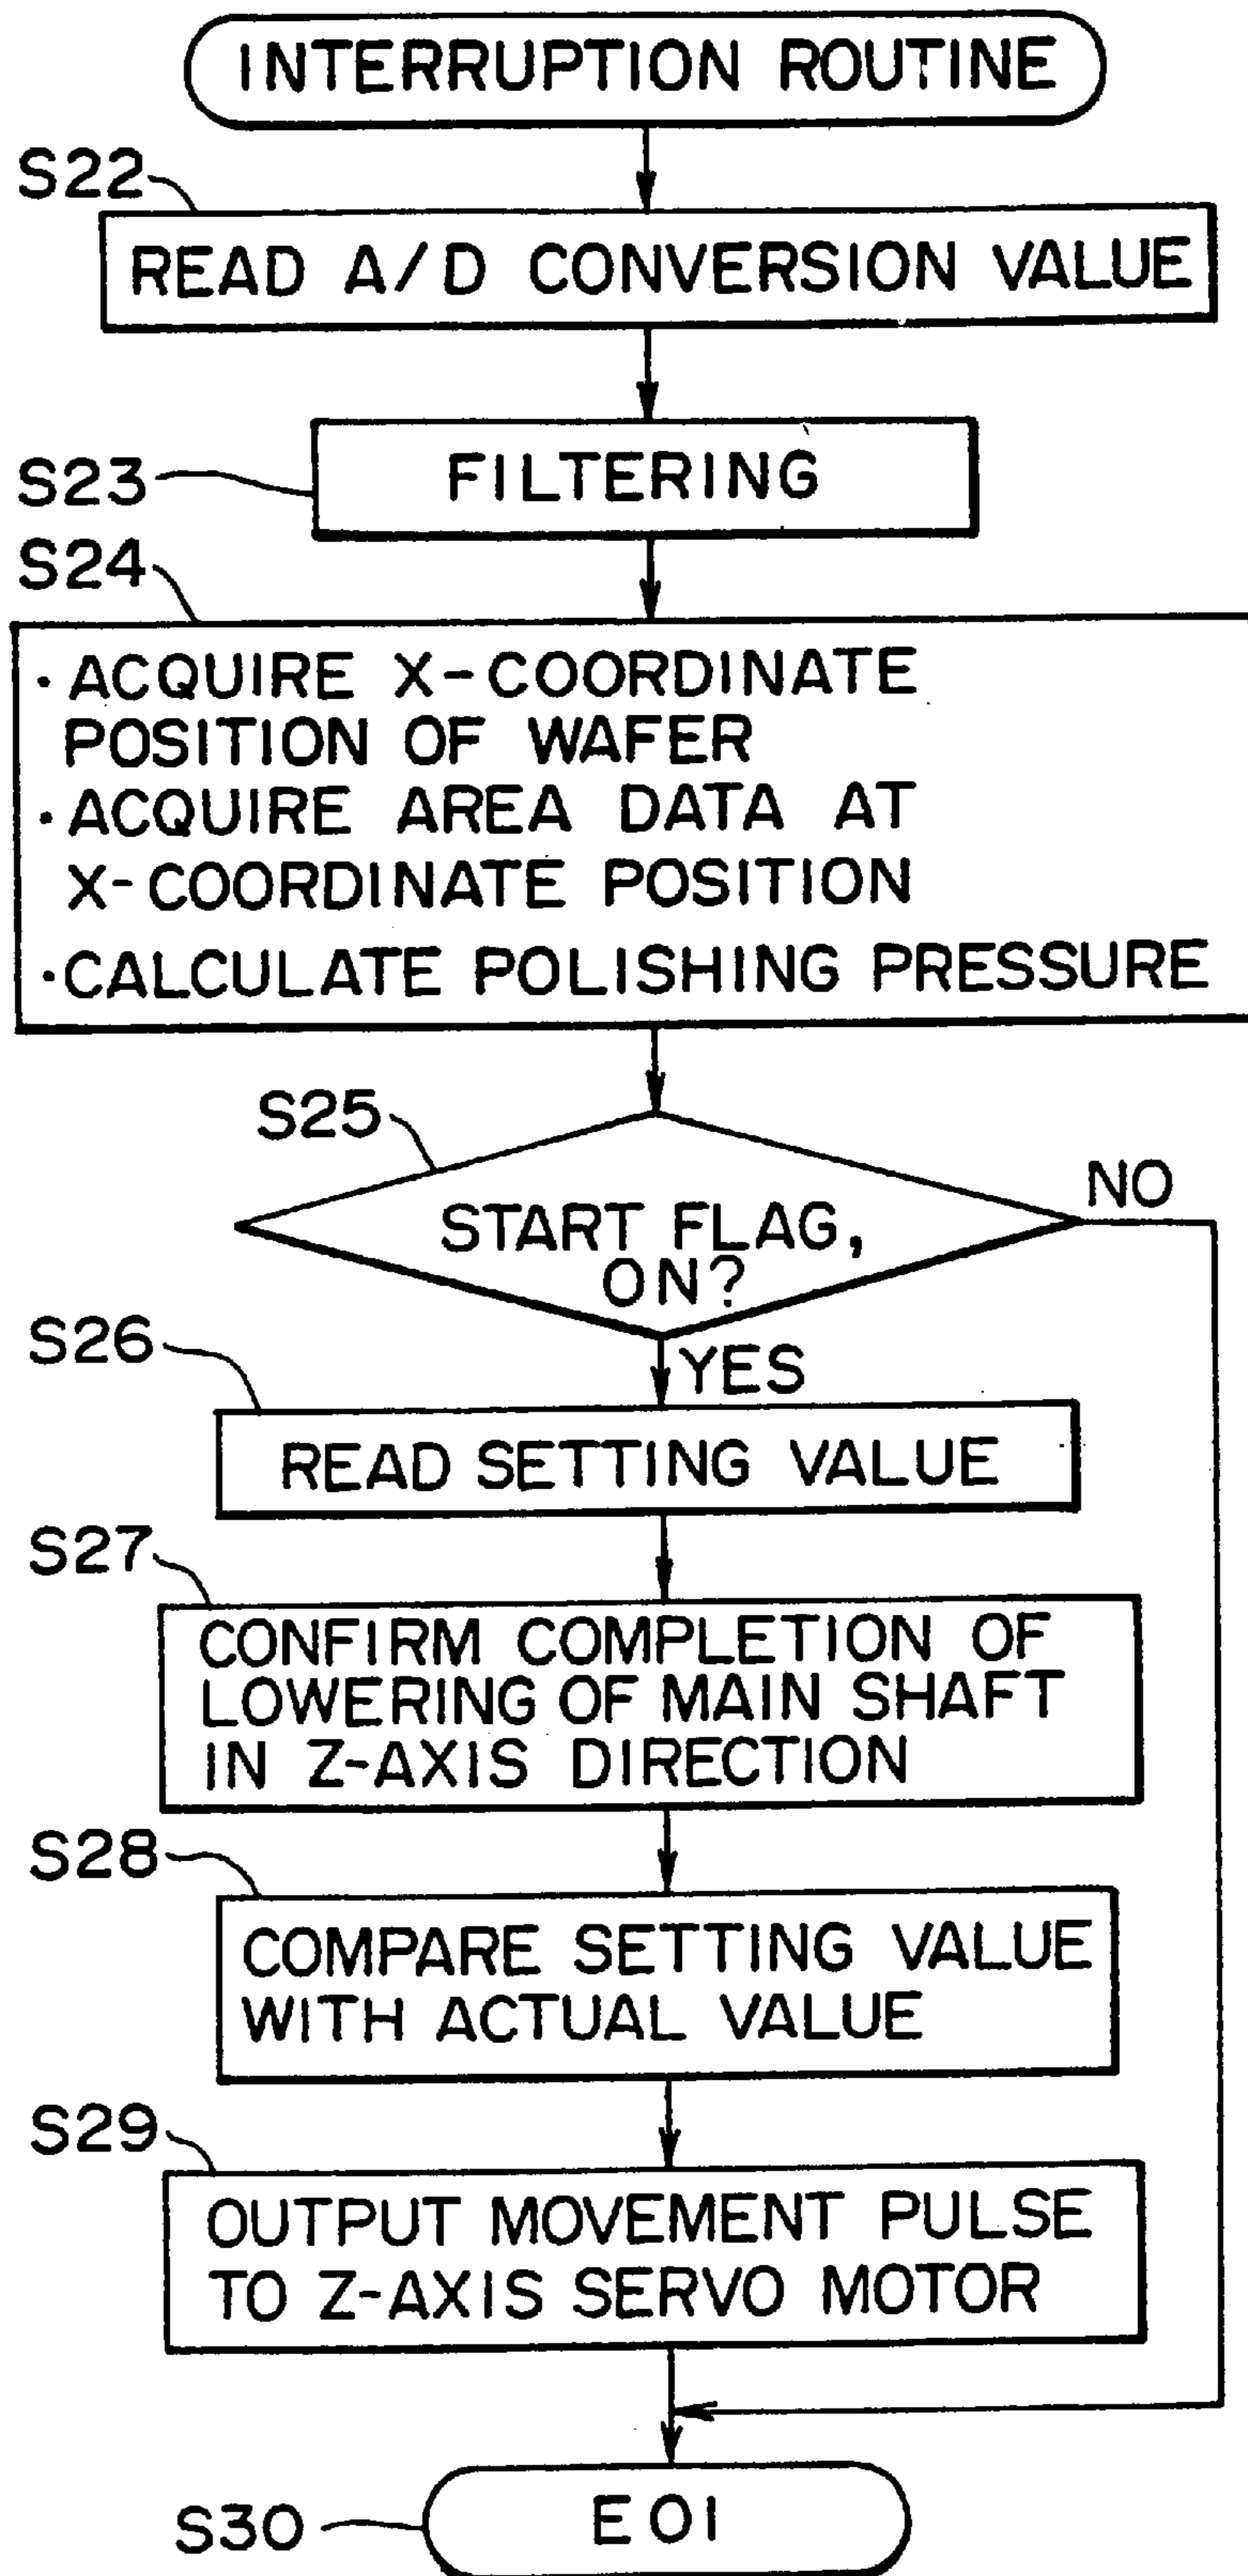 INTERRUPTION ROUTINE
S22
READ A/D CONVERSION VALUE
S23
FILTERING
S24
·ACQUIRE X-COORDINATE
POSITION OF WAFER
·ACQUIRE AREA DATA AT
X-COORDINATE POSITION
·CALCULATE POLISHING PRESSURE
S25
START FLAG,
ON?
NO
YES
S26
READ SETTING VALUE
S27
CONFIRM COMPLETION OF
LOWERING OF MAIN SHAFT
IN Z-AXIS DIRECTION
S28
COMPARE SETTING VALUE
WITH ACTUAL VALUE
S29
OUTPUT MOVEMENT PULSE
TO Z-AXIS SERVO MOTOR
S30
EOI